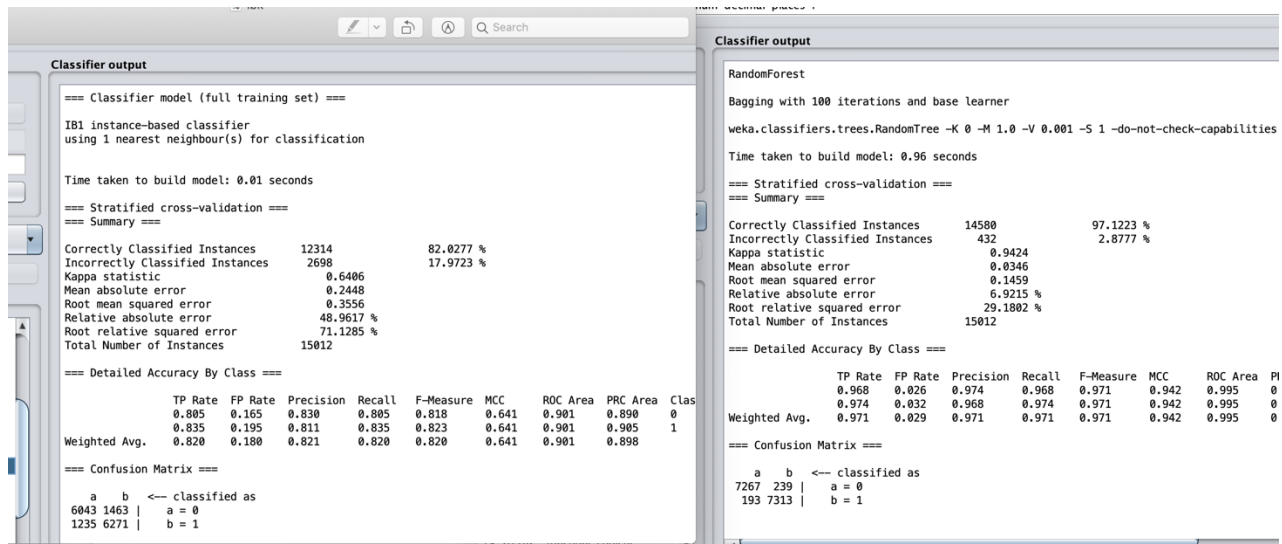 Search
Classifier output
=== Classifier model (full training set) ===
IB1 instance-based classifier
using 1 nearest neighbour(s) for classification
Time taken to build model: 0.01 seconds
=== Stratified cross-validation ===
=== Summary ===
Correctly Classified Instances 12314 82.0277 %
Incorrectly Classified Instances 2698 17.9723 %
Kappa statistic 0.6406
Mean absolute error 0.2448
Root mean squared error 0.3556
Relative absolute error 48.9617 %
Root relative squared error 71.1285 %
Total Number of Instances 15012
=== Detailed Accuracy By Class ===
TP Rate FP Rate Precision Recall F-Measure MCC ROC Area PRC Area Clas
0.805 0.165 0.830 0.805 0.818 0.641 0.901 0.890 0
0.835 0.195 0.811 0.835 0.823 0.641 0.901 0.905 1
Weighted Avg. 0.820 0.180 0.821 0.820 0.820 0.641 0.901 0.898
=== Confusion Matrix ===
a b <-- classified as
6043 1463 | a = 0
1235 6271 | b = 1
Classifier output
RandomForest
Bagging with 100 iterations and base learner
weka.classifiers.trees.RandomTree -K 0 -M 1.0 -V 0.001 -S 1 -do-not-check-capabilities
Time taken to build model: 0.96 seconds
=== Stratified cross-validation ===
=== Summary ===
Correctly Classified Instances 14580 97.1223 %
Incorrectly Classified Instances 432 2.8777 %
Kappa statistic 0.9424
Mean absolute error 0.0346
Root mean squared error 0.1459
Relative absolute error 6.9215 %
Root relative squared error 29.1802 %
Total Number of Instances 15012
=== Detailed Accuracy By Class ===
TP Rate FP Rate Precision Recall F-Measure MCC ROC Area
0.968 0.026 0.974 0.968 0.971 0.942 0.995
0.974 0.032 0.968 0.974 0.971 0.942 0.995
Weighted Avg. 0.971 0.029 0.971 0.971 0.971 0.942 0.995
=== Confusion Matrix ===
a b <-- classified as
7267 239 | a = 0
193 7313 | b = 1